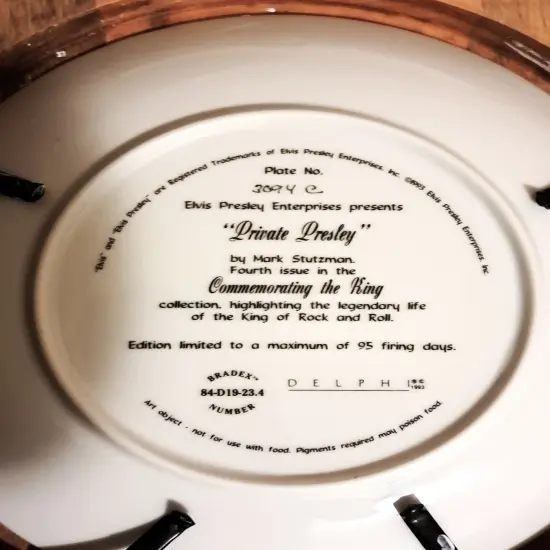 "Elvis" and "Elvis Presley" are Registered Trademarks of Elvis Presley Enterprises, Inc. ©1993 Elvis Presley Enterprises, Inc.
Plate No.
3094 C
Elvis Presley Enterprises presents
"Private Presley"
by Mark Stutzman.
Fourth issue in the
Commemorating the King
collection, highlighting the legendary life
of the King of Rock and Roll.
Edition limited to a maximum of 95 firing days.
BRADEX™
84-D19-23.4
NUMBER
DELPHI ®©
1993
Art object - not for use with food. Pigments required may poison food.